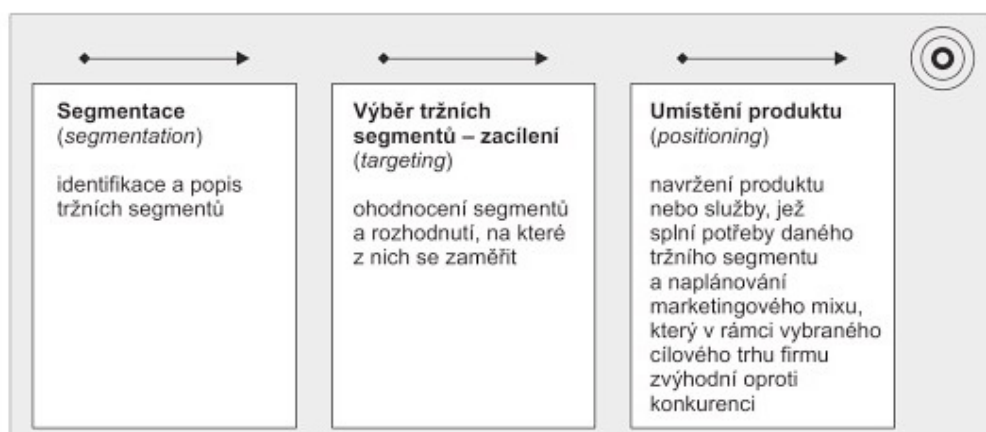 Segmentace
(segmentation)
identifikace a popis
tržních segmentů
Výběr tržních
segmentů – zacílení
(targeting)
ohodnocení segmentů
a rozhodnutí, na které
z nich se zaměřit
Umístění produktu
(positioning)
navržení produktu
nebo služby, jež
splní potřeby daného
tržního segmentu
a naplánování
marketingového mixu,
který v rámci vybraného
cílového trhu firmu
zvýhodní oproti
konkurenci